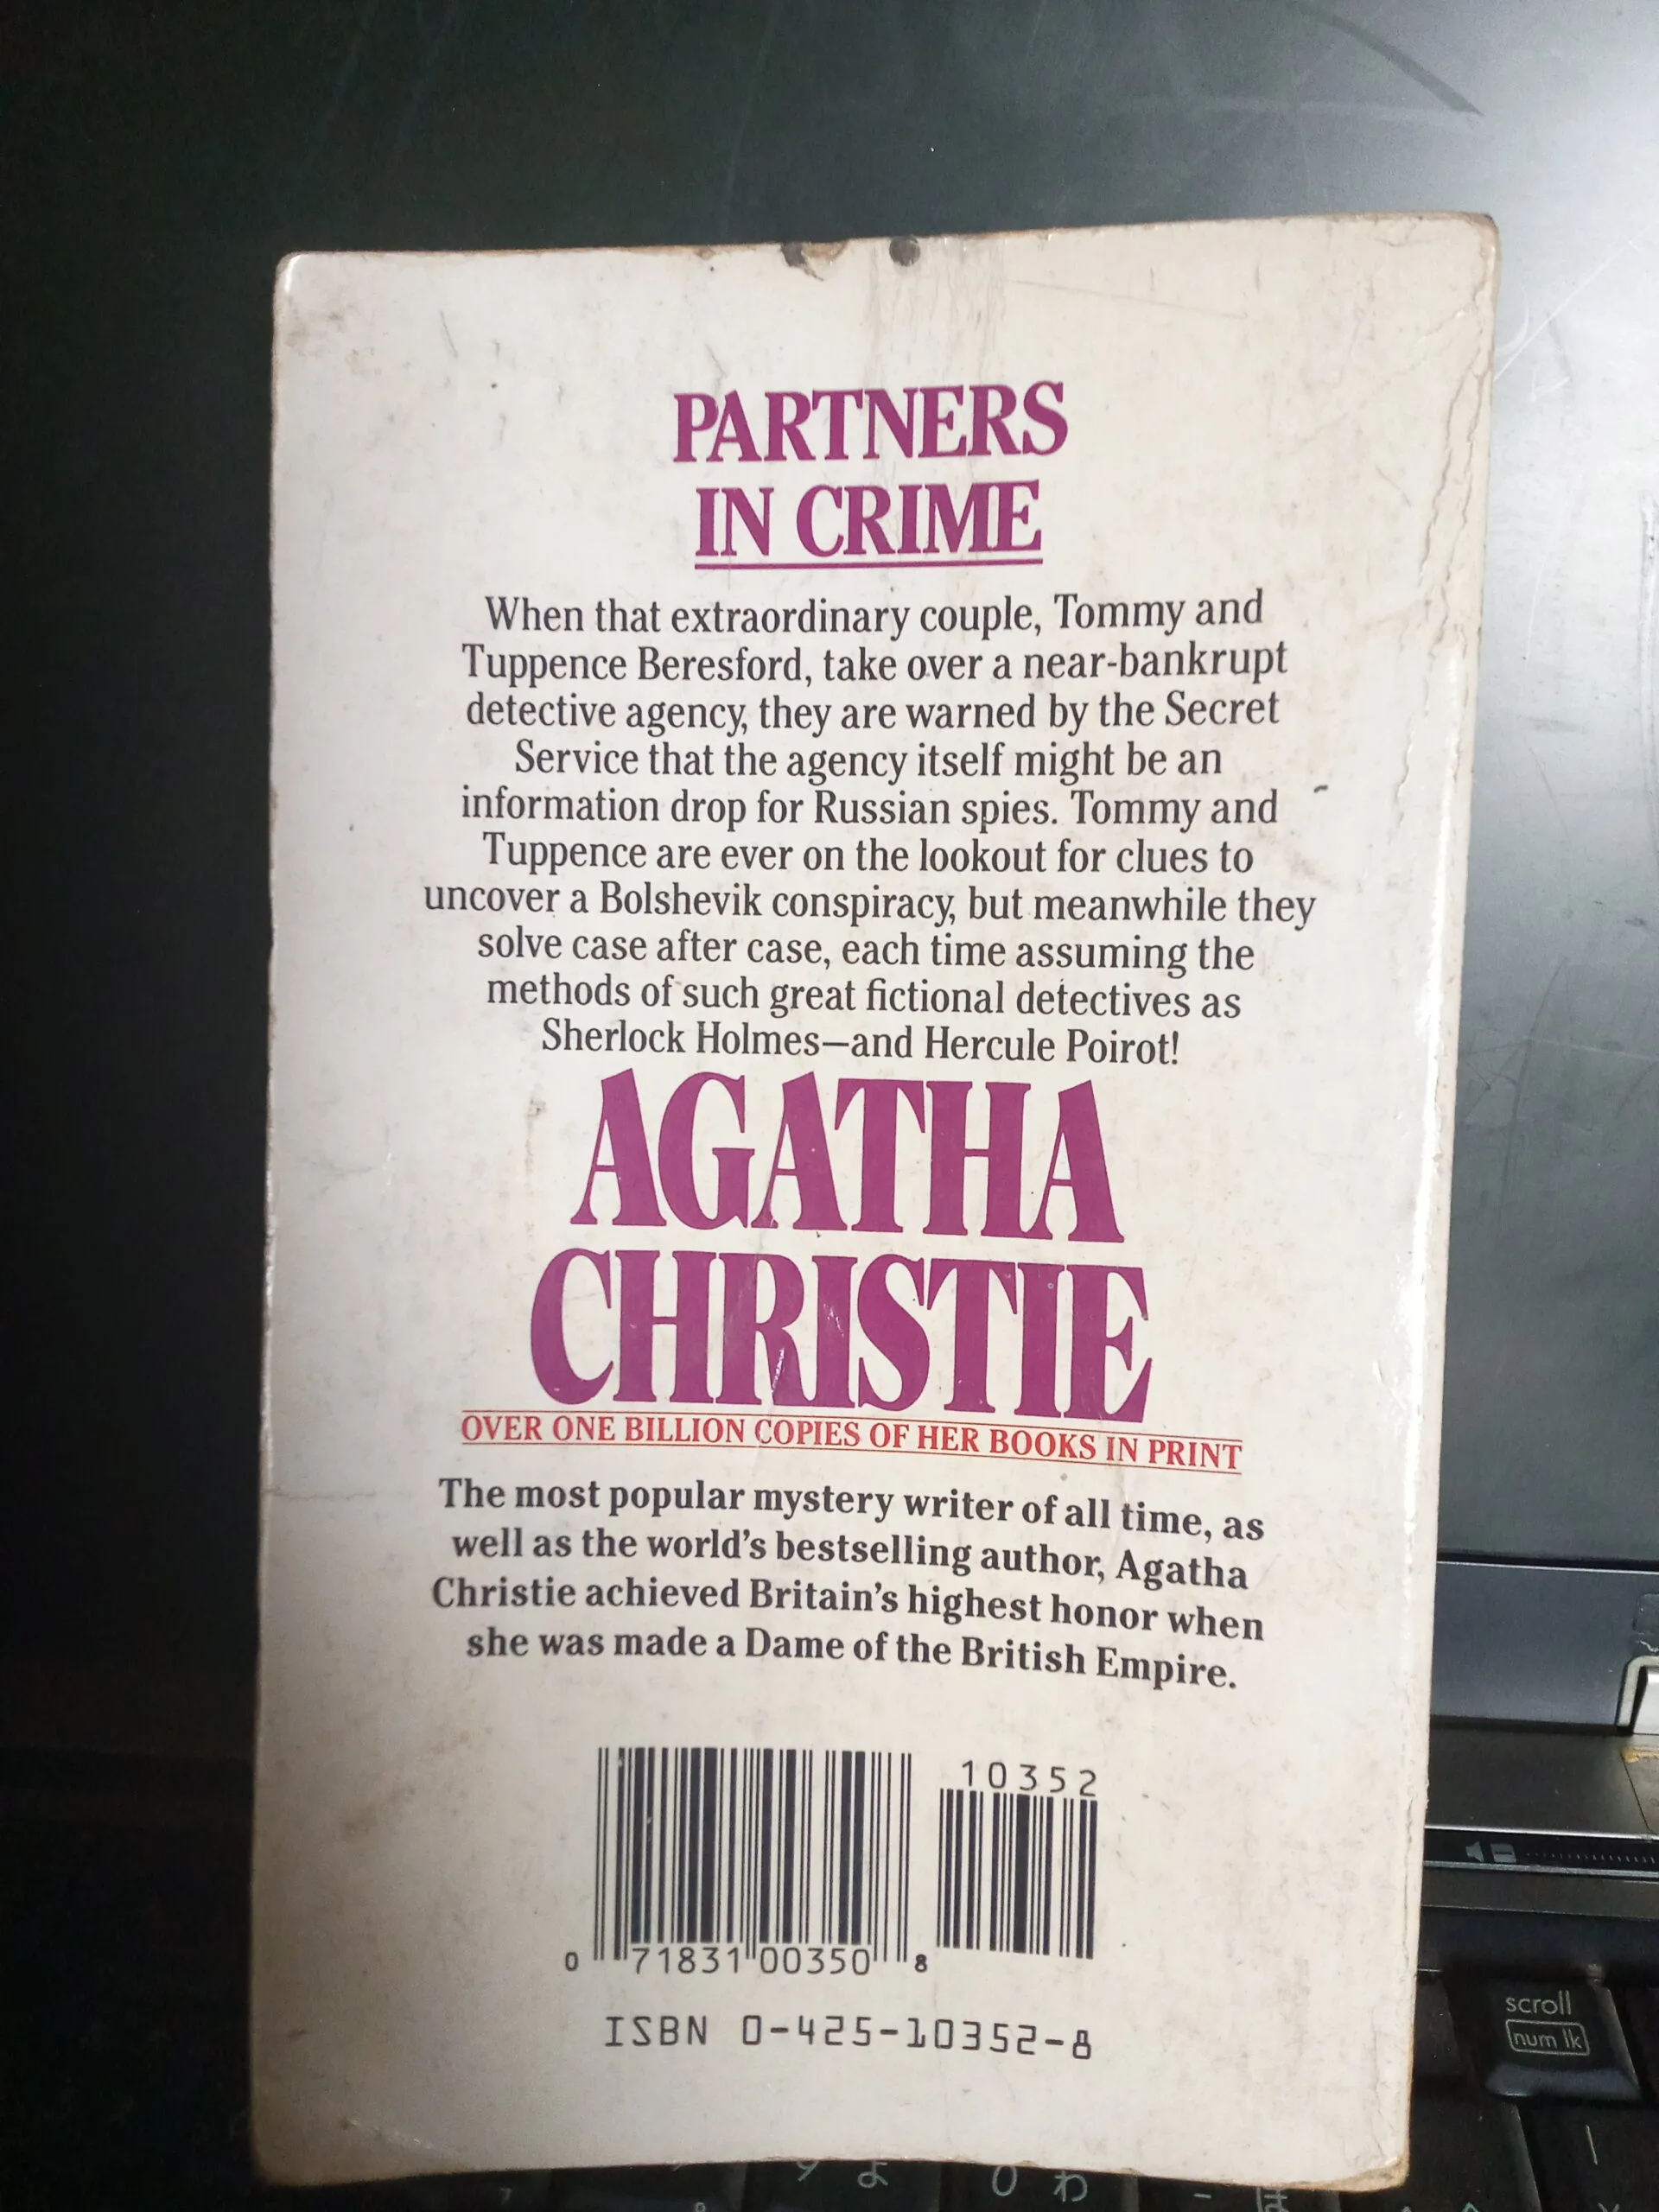 PARTNERS
IN CRIME
When that extraordinary couple, Tommy and
Tuppence Beresford, take over a near-bankrupt
detective agency, they are warned by the Secret
Service that the agency itself might be an
information drop for Russian spies. Tommy and
Tuppence are ever on the lookout for clues to
uncover a Bolshevik conspiracy, but meanwhile they
solve case after case, each time assuming the
methods of such great fictional detectives as
Sherlock Holmes—and Hercule Poirot!
AGATHA
CHRISTIE
OVER ONE BILLION COPIES OF HER BOOKS IN PRINT
The most popular mystery writer of all time, as
well as the world's bestselling author, Agatha
Christie achieved Britain's highest honor when
she was made a Dame of the British Empire.
10352
0 71831 00350 8
ISBN 0-425-10352-8
scroll
num lk
よ 0 わ